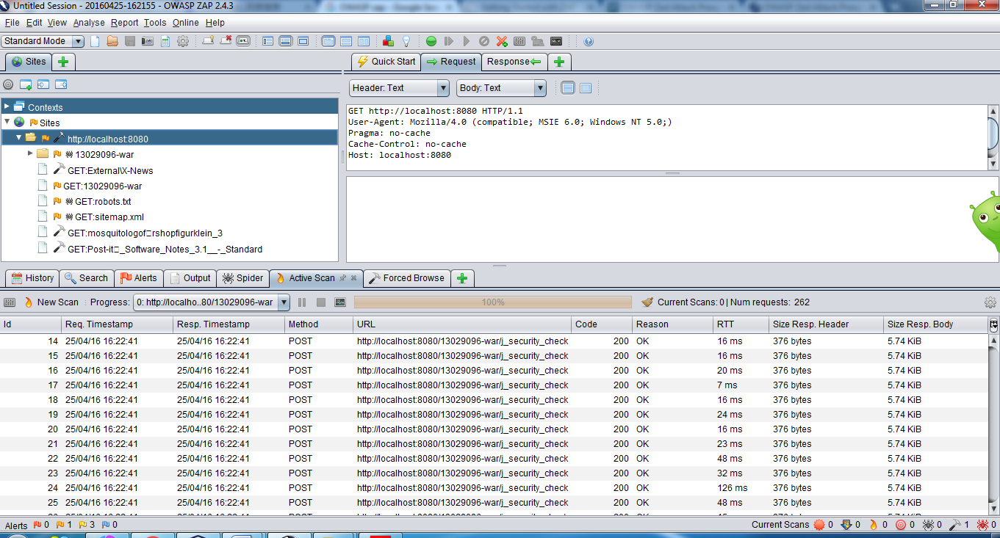 Untitled Session - 20160425-162155 - OWASP ZAP 2.4.3
File Edit View Analyse Report Tools Online Help
Standard Mode
Sites
Quick Start Request Response
Header: Text Body: Text
Contexts
Sites
http://localhost:8080
13029096-war
GET:External\X-News
GET:13029096-war
GET:robots.txt
GET:sitemap.xml
GET:mosquitologof□rshopfigurklein_3
GET:Post-it□_Software_Notes_3.1__-_Standard
GET http://localhost:8080 HTTP/1.1
User-Agent: Mozilla/4.0 (compatible; MSIE 6.0; Windows NT 5.0;)
Pragma: no-cache
Cache-Control: no-cache
Host: localhost:8080
History Search Alerts Output Spider Active Scan Forced Browse
New Scan Progress: 0: http://localho..80/13029096-war 100% Current Scans: 0 | Num requests: 262
Id Req. Timestamp Resp. Timestamp Method URL Code Reason RTT Size Resp. Header Size Resp. Body
14 25/04/16 16:22:41 25/04/16 16:22:41 POST http://localhost:8080/13029096-war/j_security_check 200 OK 16 ms 376 bytes 5.74 KiB
15 25/04/16 16:22:41 25/04/16 16:22:41 POST http://localhost:8080/13029096-war/j_security_check 200 OK 16 ms 376 bytes 5.74 KiB
16 25/04/16 16:22:41 25/04/16 16:22:41 POST http://localhost:8080/13029096-war/j_security_check 200 OK 20 ms 376 bytes 5.74 KiB
17 25/04/16 16:22:41 25/04/16 16:22:41 POST http://localhost:8080/13029096-war/j_security_check 200 OK 7 ms 376 bytes 5.74 KiB
18 25/04/16 16:22:41 25/04/16 16:22:41 POST http://localhost:8080/13029096-war/j_security_check 200 OK 16 ms 376 bytes 5.74 KiB
19 25/04/16 16:22:41 25/04/16 16:22:41 POST http://localhost:8080/13029096-war/j_security_check 200 OK 24 ms 376 bytes 5.74 KiB
20 25/04/16 16:22:41 25/04/16 16:22:41 POST http://localhost:8080/13029096-war/j_security_check 200 OK 16 ms 376 bytes 5.74 KiB
21 25/04/16 16:22:41 25/04/16 16:22:41 POST http://localhost:8080/13029096-war/j_security_check 200 OK 23 ms 376 bytes 5.74 KiB
22 25/04/16 16:22:41 25/04/16 16:22:41 POST http://localhost:8080/13029096-war/j_security_check 200 OK 48 ms 376 bytes 5.74 KiB
23 25/04/16 16:22:41 25/04/16 16:22:41 POST http://localhost:8080/13029096-war/j_security_check 200 OK 32 ms 376 bytes 5.74 KiB
24 25/04/16 16:22:41 25/04/16 16:22:41 POST http://localhost:8080/13029096-war/j_security_check 200 OK 126 ms 376 bytes 5.74 KiB
25 25/04/16 16:22:41 25/04/16 16:22:41 POST http://localhost:8080/13029096-war/j_security_check 200 OK 48 ms 376 bytes 5.74 KiB
Alerts 0 1 3 0 Current Scans 0 0 0 0 0 1 0